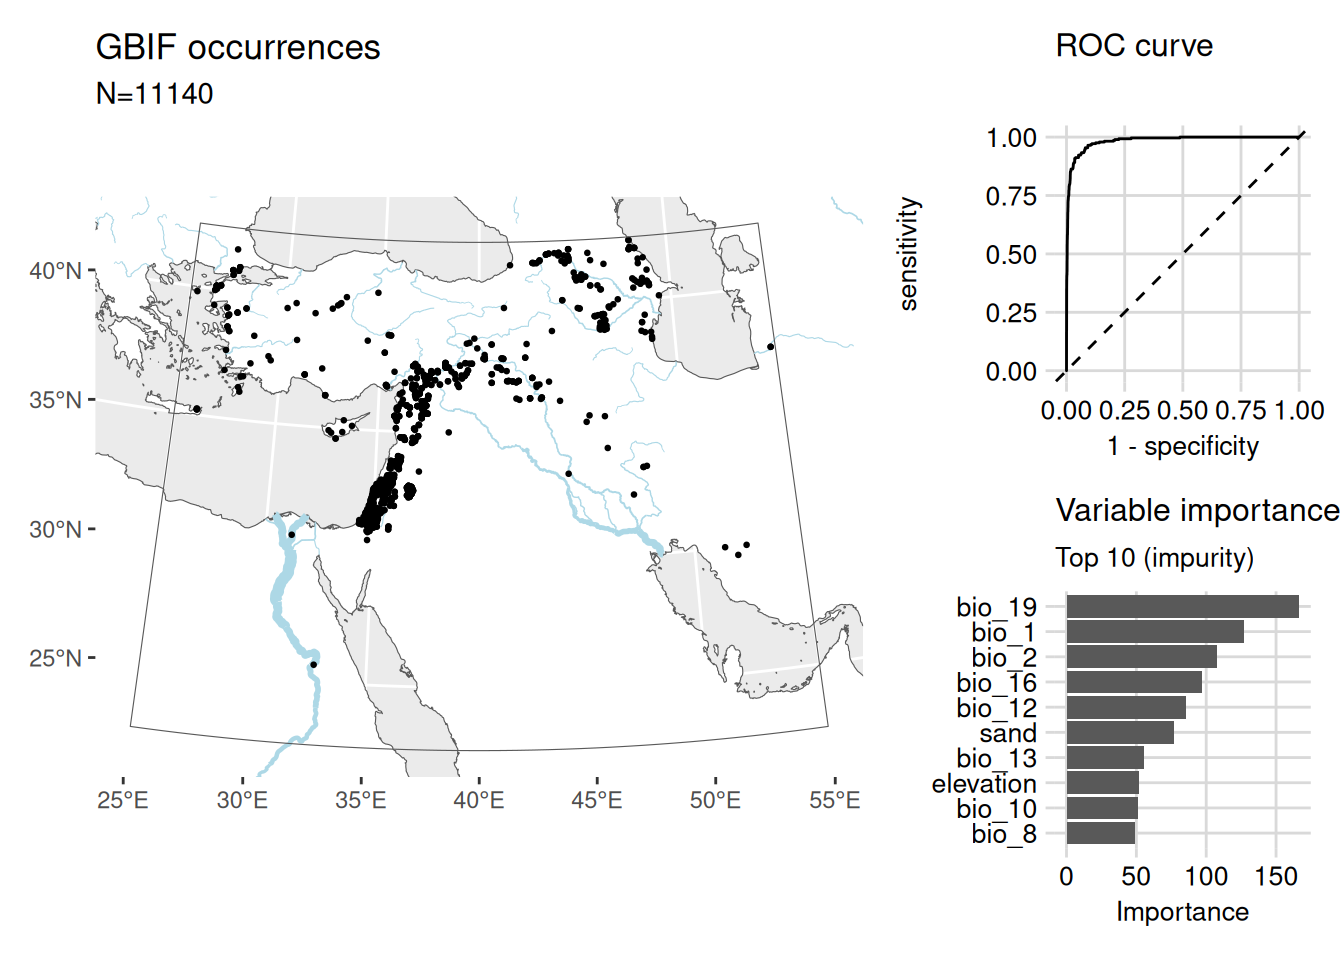 GBIF occurrences
N=11140
40°N
35°N
30°N
25°N
25°E 30°E 35°E 40°E 45°E 50°E 55°E
ROC curve
sensitivity
1.00
0.75
0.50
0.25
0.00
0.00 0.25 0.50 0.75 1.00
1 - specificity
Variable importance
Top 10 (impurity)
bio_19
bio_1
bio_2
bio_16
bio_12
sand
bio_13
elevation
bio_10
bio_8
0 50 100 150
Importance